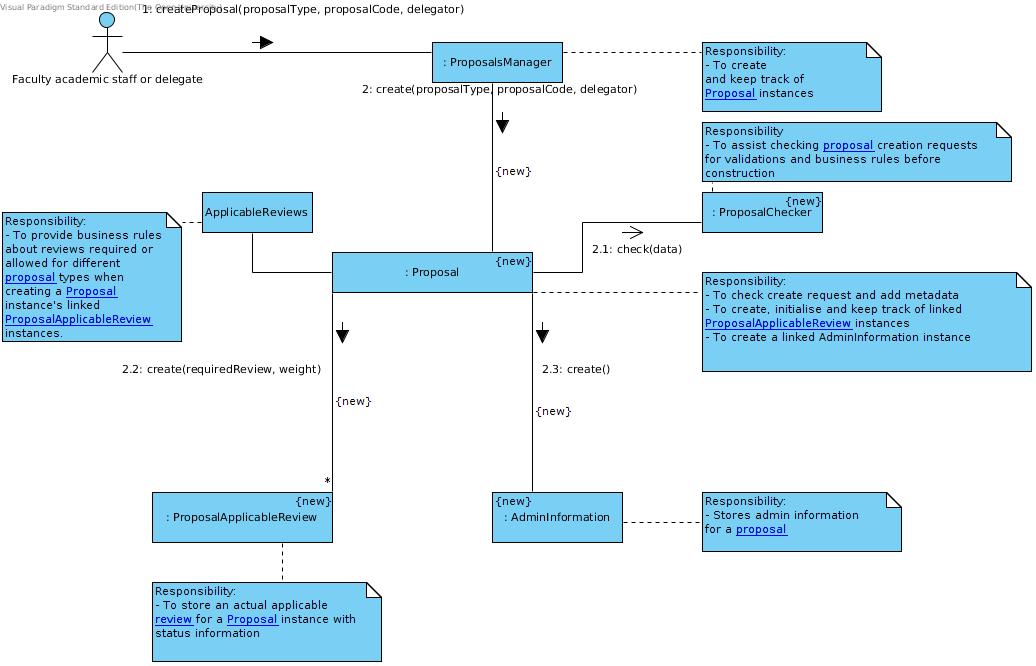 Visual Paradigm Standard Edition(The
1: createProposal(proposalType, proposalCode, delegator)
Faculty academic staff or delegate
: ProposalsManager
Responsibility:
- To create
and keep track of
Proposal instances
2: create(proposalType, proposalCode, delegator)
{new}
Responsibility
- To assist checking proposal creation requests
for validations and business rules before
construction
{new}
: ProposalChecker
ApplicableReviews
Responsibility:
- To provide business rules
about reviews required or
allowed for different
proposal types when
creating a Proposal
instance's linked
ProposalApplicableReview
instances.
2.1: check(data)
{new}
: Proposal
Responsibility:
- To check create request and add metadata
- To create, initialise and keep track of linked
ProposalApplicableReview instances
- To create a linked AdminInformation instance
2.2: create(requiredReview, weight)
2.3: create()
{new}
{new}
*
{new}
: ProposalApplicableReview
{new}
: AdminInformation
Responsibility:
- Stores admin information
for a proposal
Responsibility:
- To store an actual applicable
review for a Proposal instance with
status information